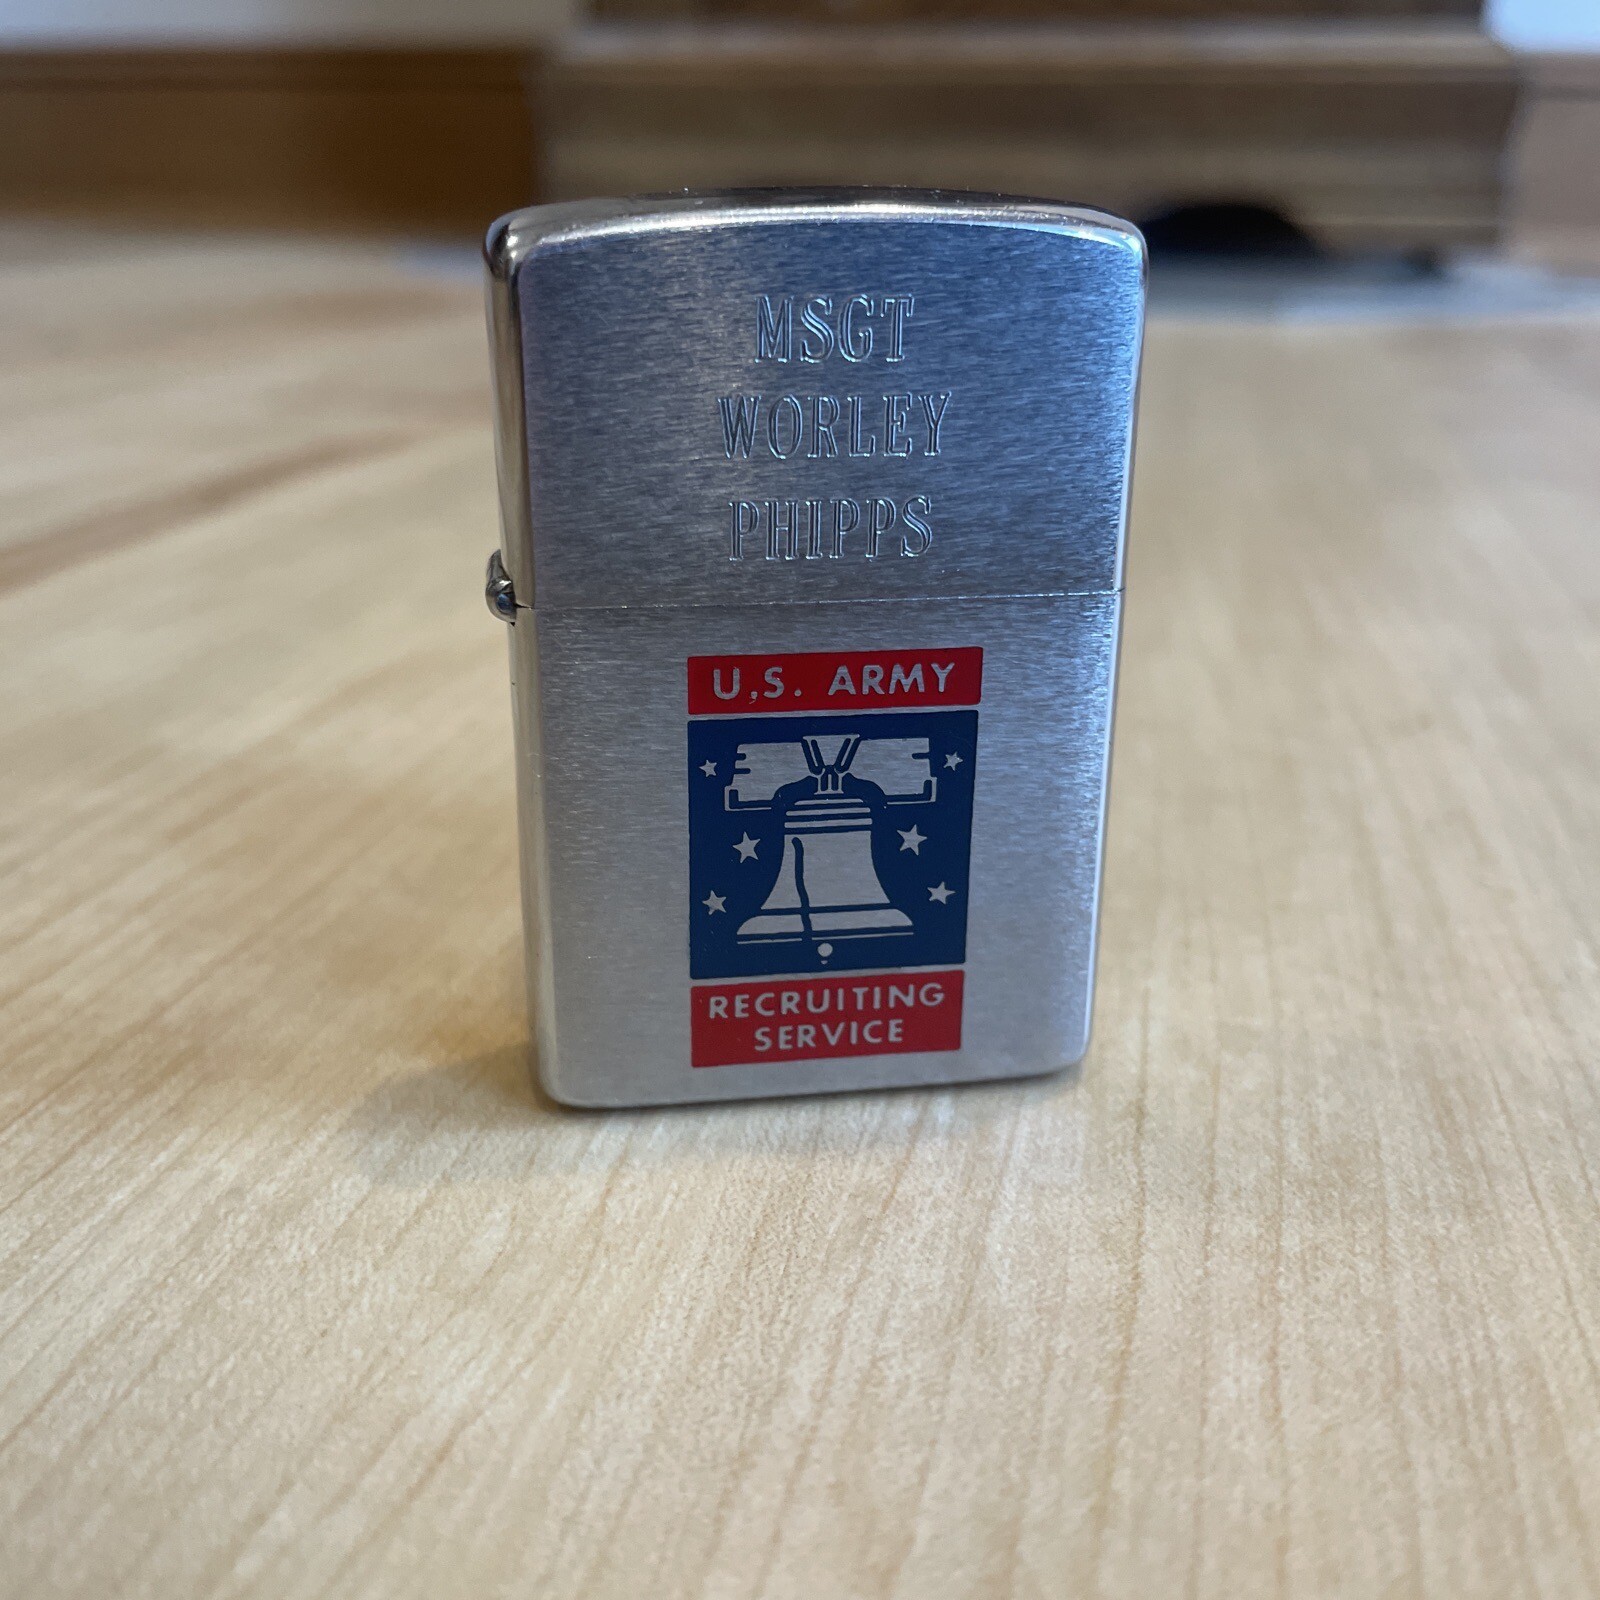 MSGT
WORLEY
PHIPPS
U.S. ARMY
RECRUITING
SERVICE